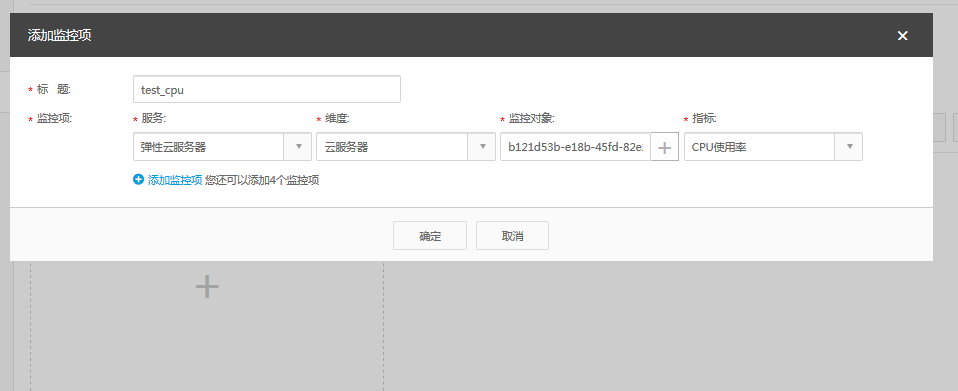 添加监控项
* 标 题: test_cpu
* 监控项: * 服务: * 维度: * 监控对象: * 指标:
弹性云服务器 云服务器 b121d53b-e18b-45fd-82e: CPU使用率
添加监控项 您还可以添加4个监控项
确定 取消